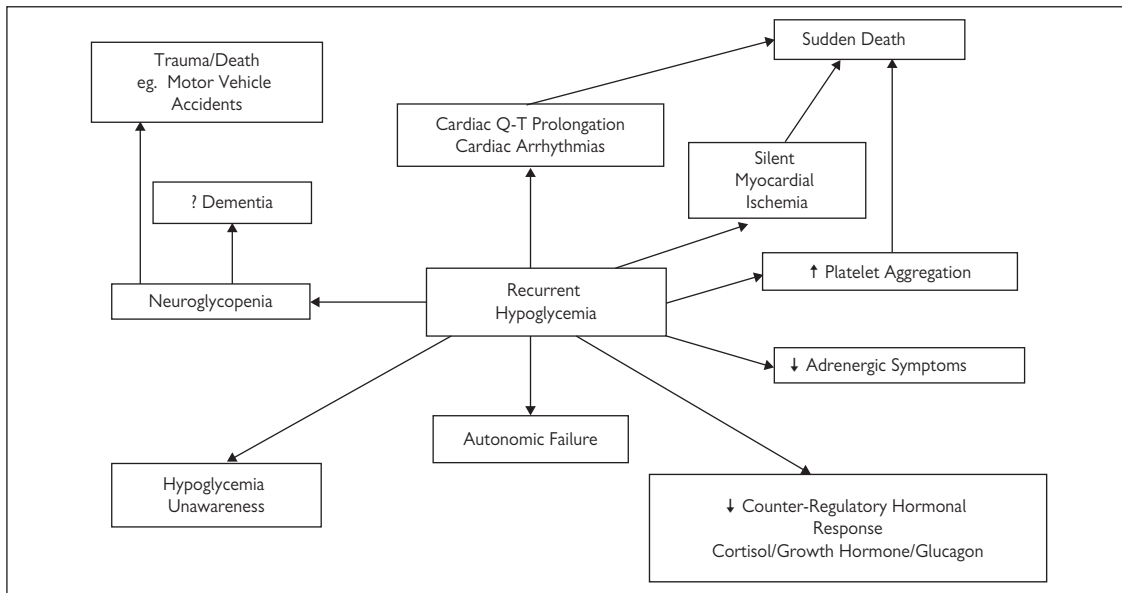 Trauma/Death
eg. Motor Vehicle
Accidents
Sudden Death
Cardiac Q-T Prolongation
Cardiac Arrhythmias
Silent
Myocardial
Ischemia
? Dementia
↑ Platelet Aggregation
Neuroglycopenia
Recurrent
Hypoglycemia
↓ Adrenergic Symptoms
Autonomic Failure
Hypoglycemia
Unawareness
↓ Counter-Regulatory Hormonal
Response
Cortisol/Growth Hormone/Glucagon